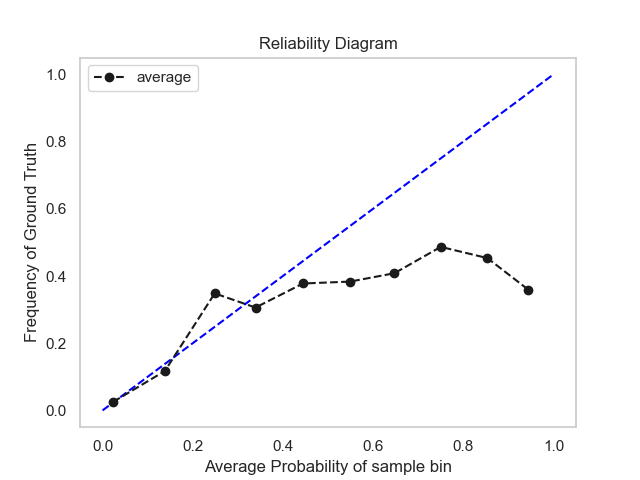 Reliability Diagram
average
Frequency of Ground Truth
1.0
0.8
0.6
0.4
0.2
0.0
0.0 0.2 0.4 0.6 0.8 1.0
Average Probability of sample bin